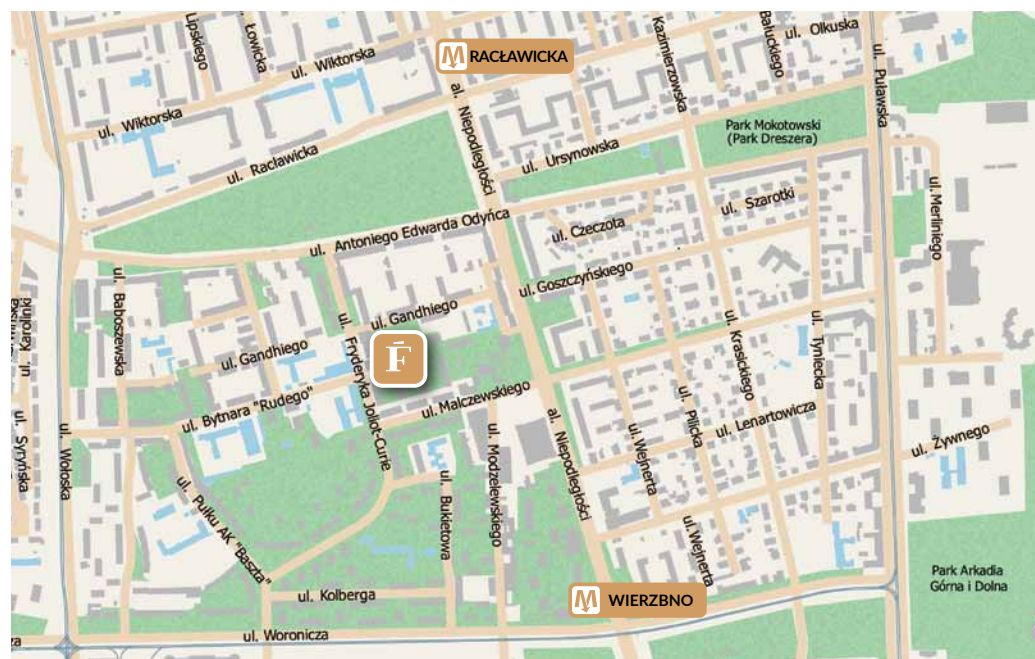 Lipskiego
Łowicka
ul. Wiktorska
ul. Wiktorska
RACŁAWICKA
Kazimierzowska
Bałuckiego
ul. Olkuska
ul. Puławska
al. Niepodległości
Park Mokotowski
(Park Dreszera)
ul. Racławicka
ul. Ursynowska
ul. Merliniego
ul. Szarotki
ul. Antoniego Edwarda Odyńca
ul. Czeczota
ul. Goszczyńskiego
ul. Baboszewska
ul. Gandhiego
ul. Gandhiego
ul. Fryderyka Joliot-Curie
F
ul. Krasickiego
ul. Tyniecka
pl. Karolinki
ul. Bytnara "Rudego"
ul. Malczewskiego
ul. Pilicka
ul. Lenartowicza
ul. Żywnego
ul. Syryńska
ul. Wołoska
ul. Modzelewskiego
al. Niepodległości
ul. Wejnerta
ul. Pułku AK "Baszta"
ul. Bukietowa
ul. Wejnerta
Park Arkadia
Górna i Dolna
ul. Kolberga
WIERZBNO
ul. Woronicza